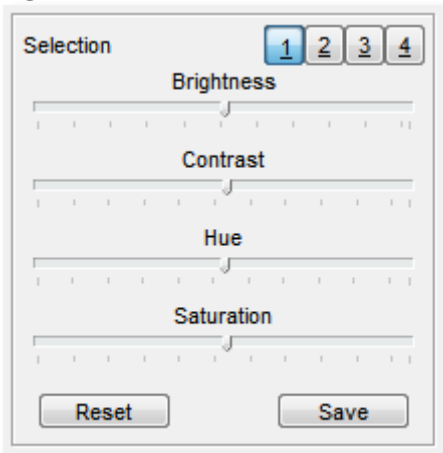 Selection 1 2 3 4
Brightness
Contrast
Hue
Saturation
Reset Save